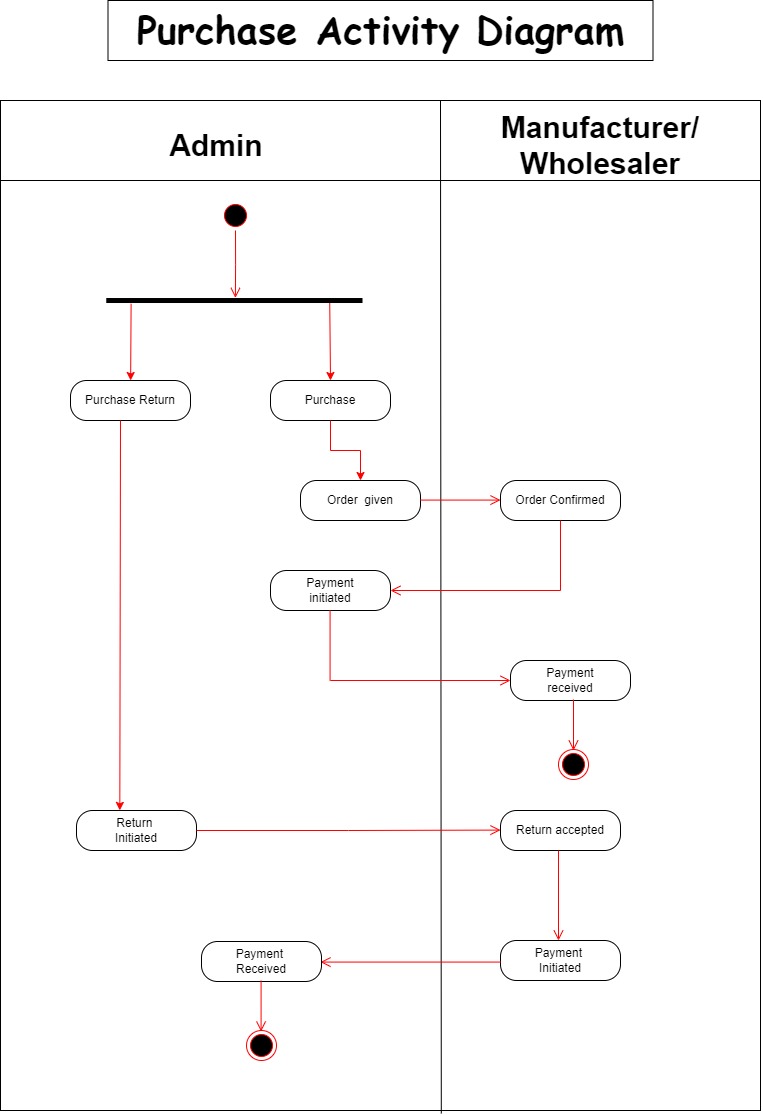 Purchase Activity Diagram
Admin
Manufacturer/
Wholesaler
Purchase Return
Purchase
Order given
Order Confirmed
Payment
initiated
Payment
received
Return
Initiated
Return accepted
Payment
Received
Payment
Initiated